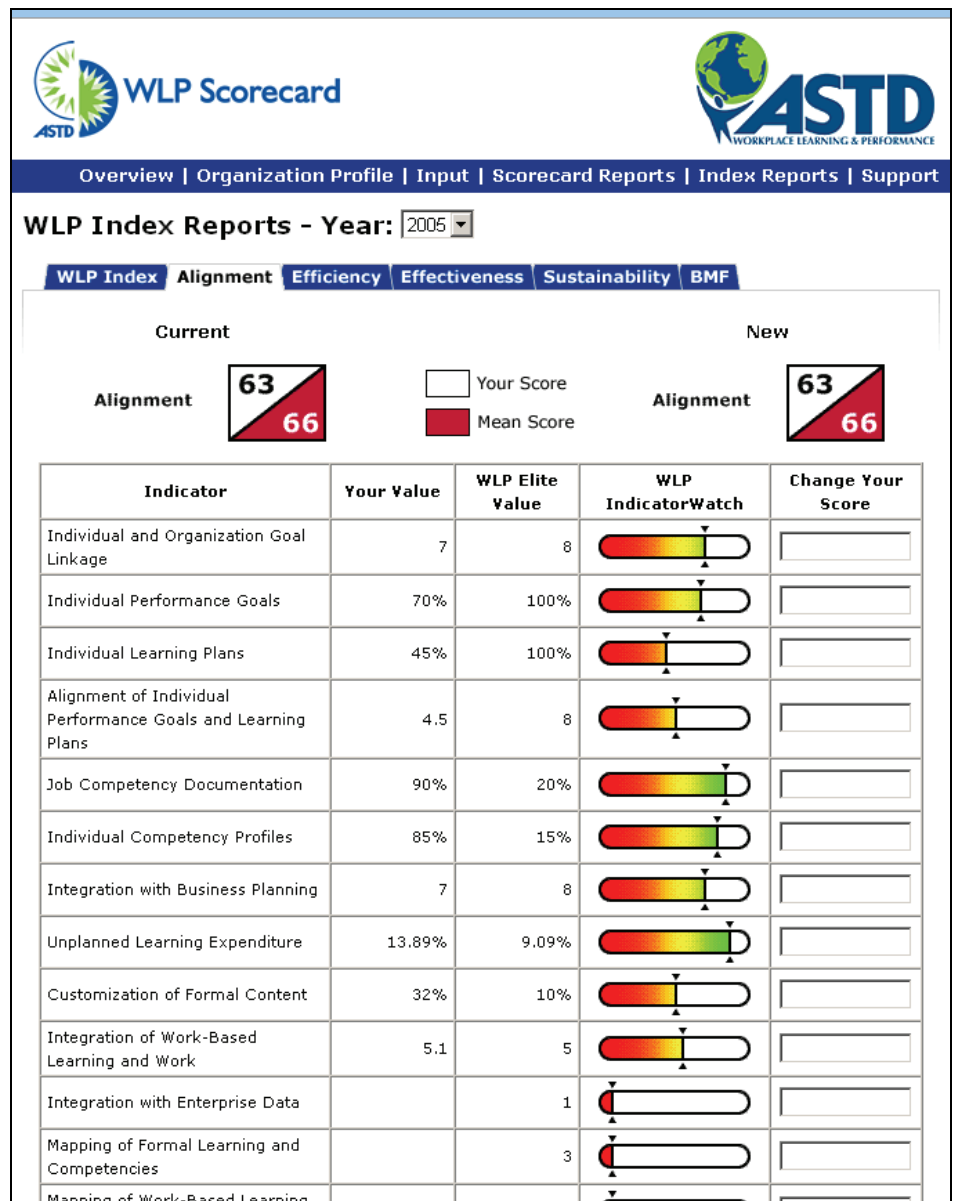 WLP Scorecard
ASTD
ASTD
WORKPLACE LEARNING & PERFORMANCE
Overview | Organization Profile | Input | Scorecard Reports | Index Reports | Support
WLP Index Reports - Year: 2005
WLP Index Alignment Efficiency Effectiveness Sustainability BMF
Current New
Alignment 63 66 Your Score Alignment 63 66
Mean Score
Indicator Your Value WLP Elite Value WLP IndicatorWatch Change Your Score
Individual and Organization Goal
Linkage 7 8
Individual Performance Goals 70% 100%
Individual Learning Plans 45% 100%
Alignment of Individual
Performance Goals and Learning
Plans 4.5 8
Job Competency Documentation 90% 20%
Individual Competency Profiles 85% 15%
Integration with Business Planning 7 8
Unplanned Learning Expenditure 13.89% 9.09%
Customization of Formal Content 32% 10%
Integration of Work-Based
Learning and Work 5.1 5
Integration with Enterprise Data 1
Mapping of Formal Learning and
Competencies 3
Mapping of Work-Based Learning